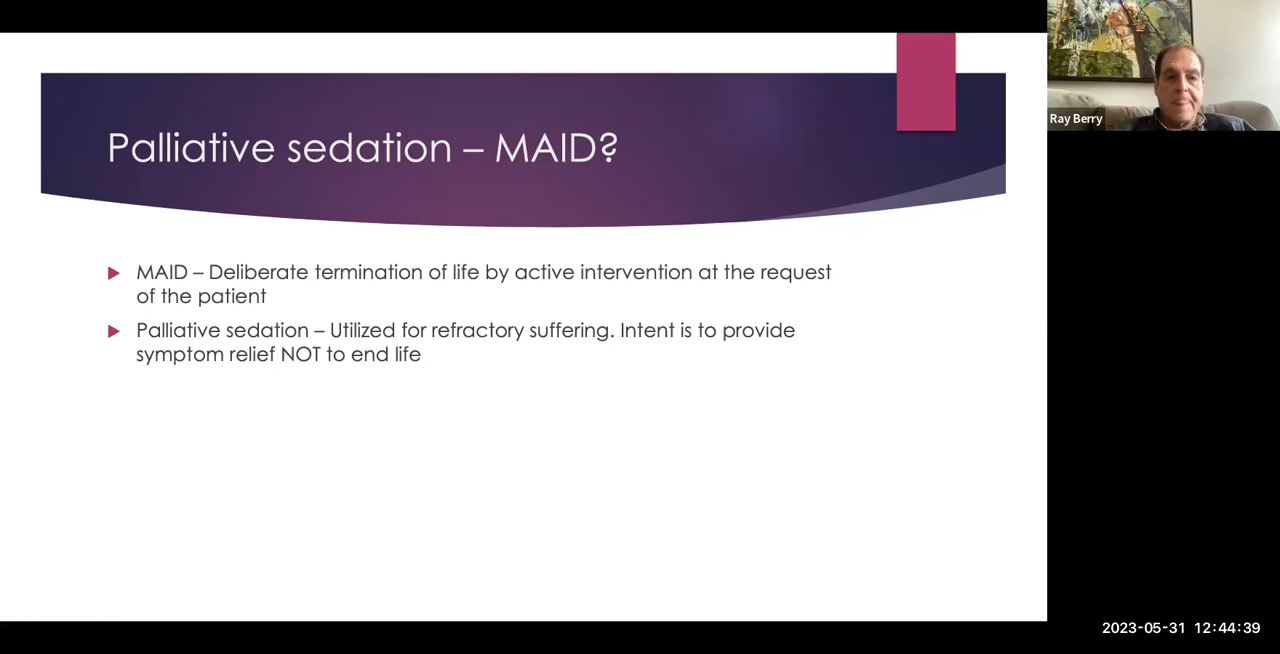 Palliative sedation – MAID?
MAID – Deliberate termination of life by active intervention at the request
of the patient
Palliative sedation – Utilized for refractory suffering. Intent is to provide
symptom relief NOT to end life
Ray Berry
2023-05-31 12:44:39